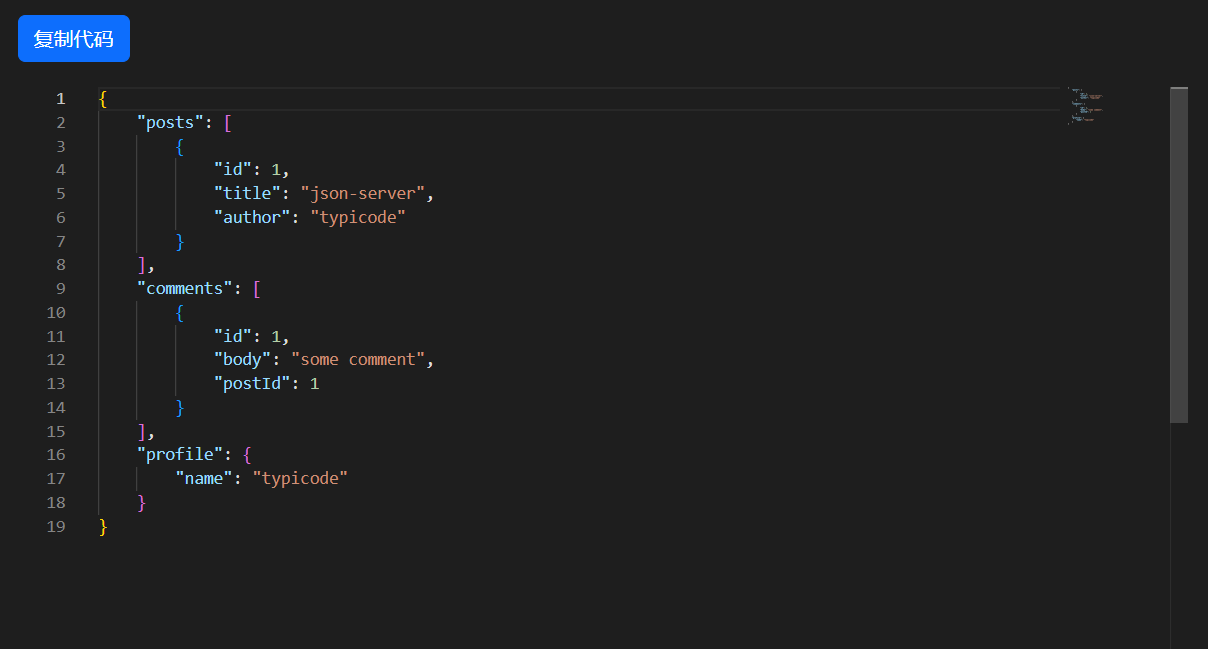 复制代码
1 {
2     "posts": [
3         {
4             "id": 1,
5             "title": "json-server",
6             "author": "typicode"
7         }
8     ],
9     "comments": [
10         {
11             "id": 1,
12             "body": "some comment",
13             "postId": 1
14         }
15     ],
16     "profile": {
17         "name": "typicode"
18     }
19 }